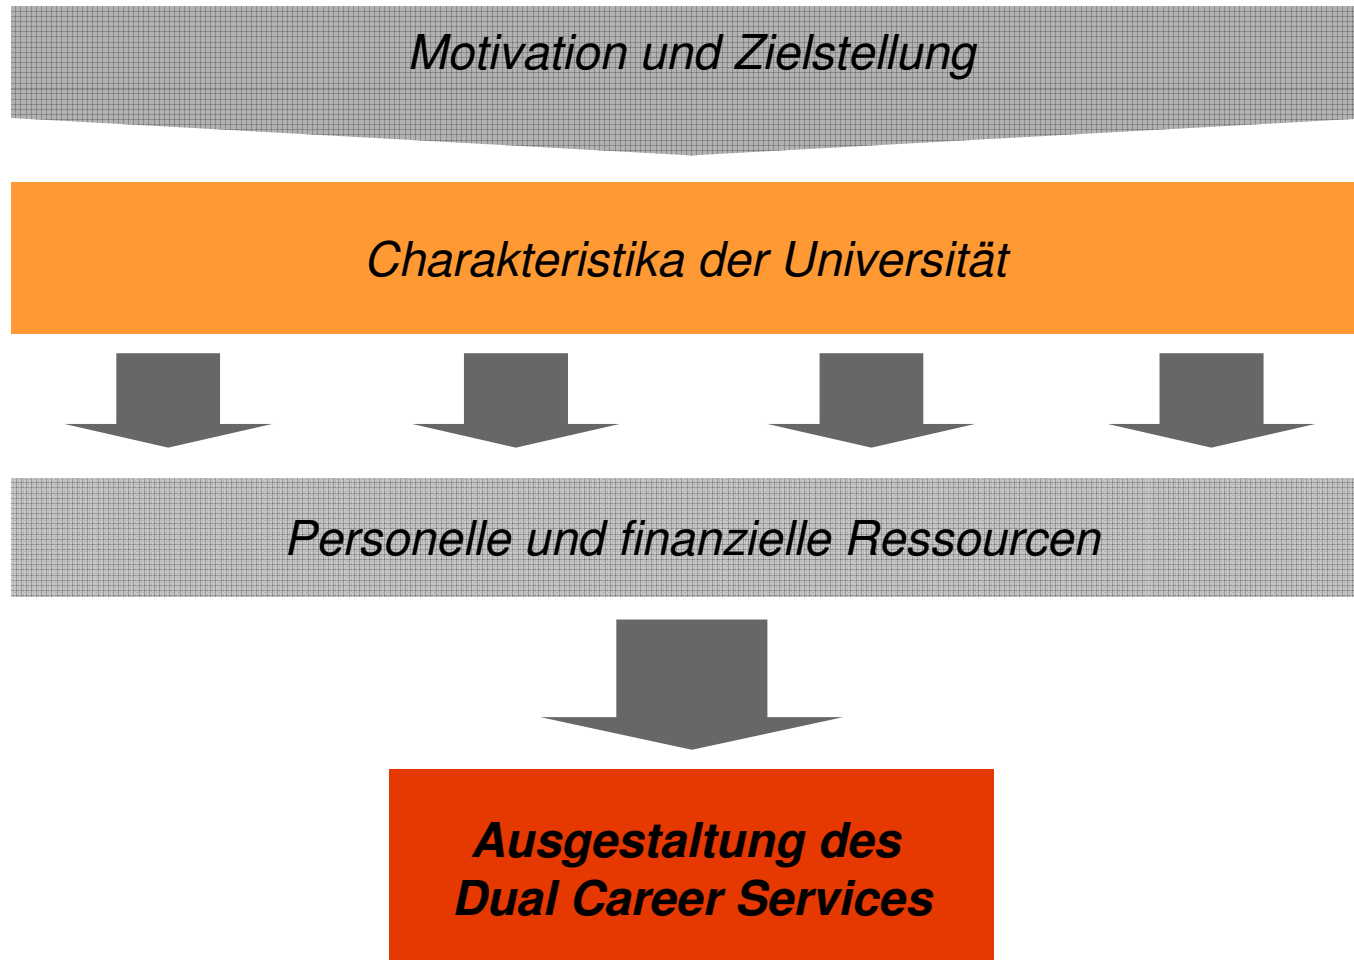 Motivation und Zielstellung
Charakteristika der Universität
Personelle und finanzielle Ressourcen
Ausgestaltung des
Dual Career Services